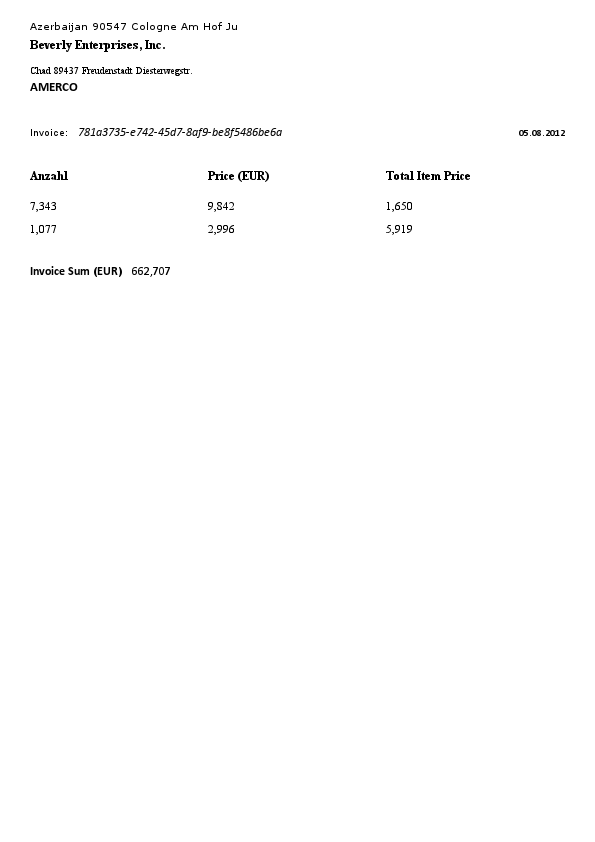 Azerbaijan 90547 Cologne Am Hof Ju
Beverly Enterprises, Inc.
Chad 89437 Freudenstadt Diesterwegstr.
AMERCO
Invoice: 781a3735-e742-45d7-8af9-be8f5486be6a 05.08.2012
Anzahl Price (EUR) Total Item Price
7,343 9,842 1,650
1,077 2,996 5,919
Invoice Sum (EUR) 662,707